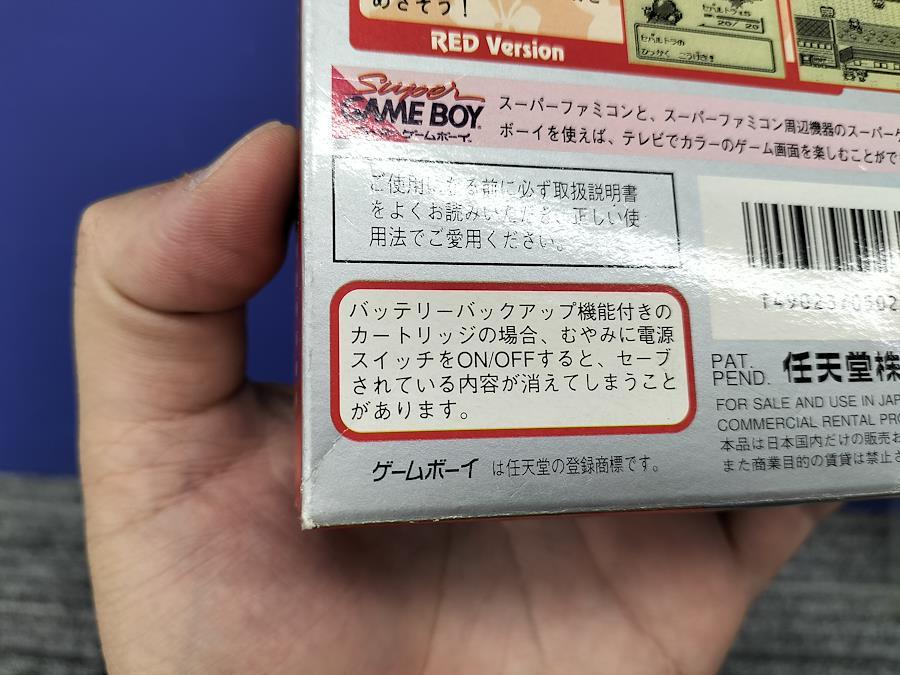 めざそう！
RED Version
20/20
Super
GAME BOY
ゲームボーイ
スーパーファミコンと、スーパーファミコン周辺機器のスーパー
ボーイを使えば、テレビでカラーのゲーム画面を楽しむことがで
ご使用になる前に必ず取扱説明書
をよくお読みいただき、正しい使
用法でご愛用ください。
バッテリーバックアップ機能付きの
カートリッジの場合、むやみに電源
スイッチをON/OFFすると、セーブ
されている内容が消えてしまうこと
があります。
ゲームボーイ は任天堂の登録商標です。
PAT.
PEND.
任天堂株
FOR SALE AND USE IN JAP
COMMERCIAL RENTAL PRO
本品は日本国内だけの販売お
また商業目的の賃貸は禁止さ